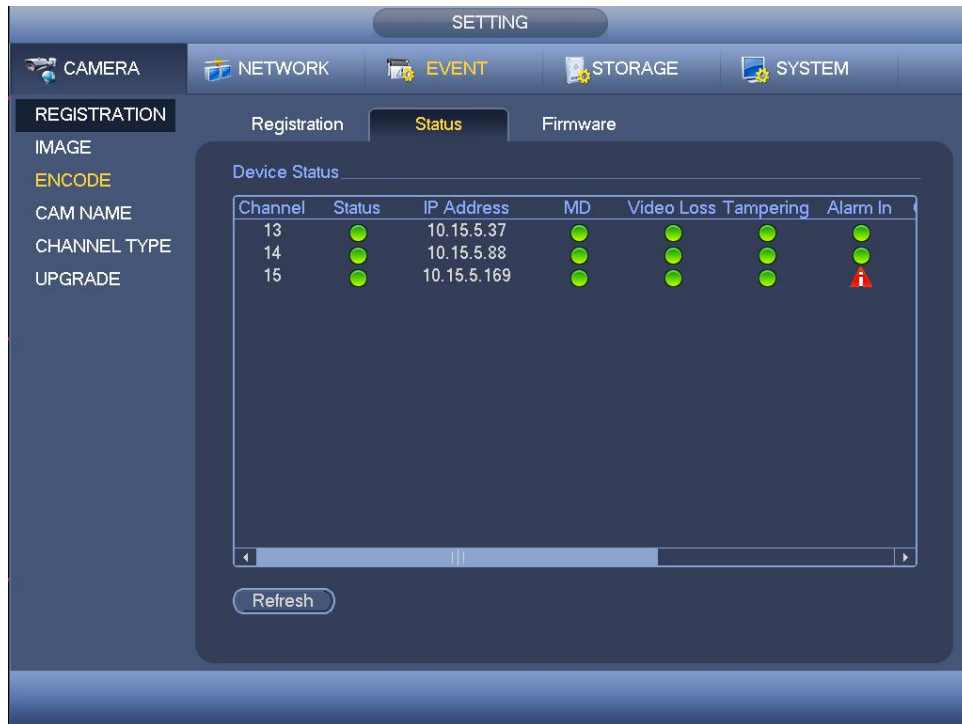 SETTING
CAMERA NETWORK EVENT STORAGE SYSTEM
REGISTRATION
IMAGE
ENCODE
CAM NAME
CHANNEL TYPE
UPGRADE
Registration Status Firmware
Device Status
Channel Status IP Address MD Video Loss Tampering Alarm In
13 10.15.5.37
14 10.15.5.88
15 10.15.5.169
Refresh